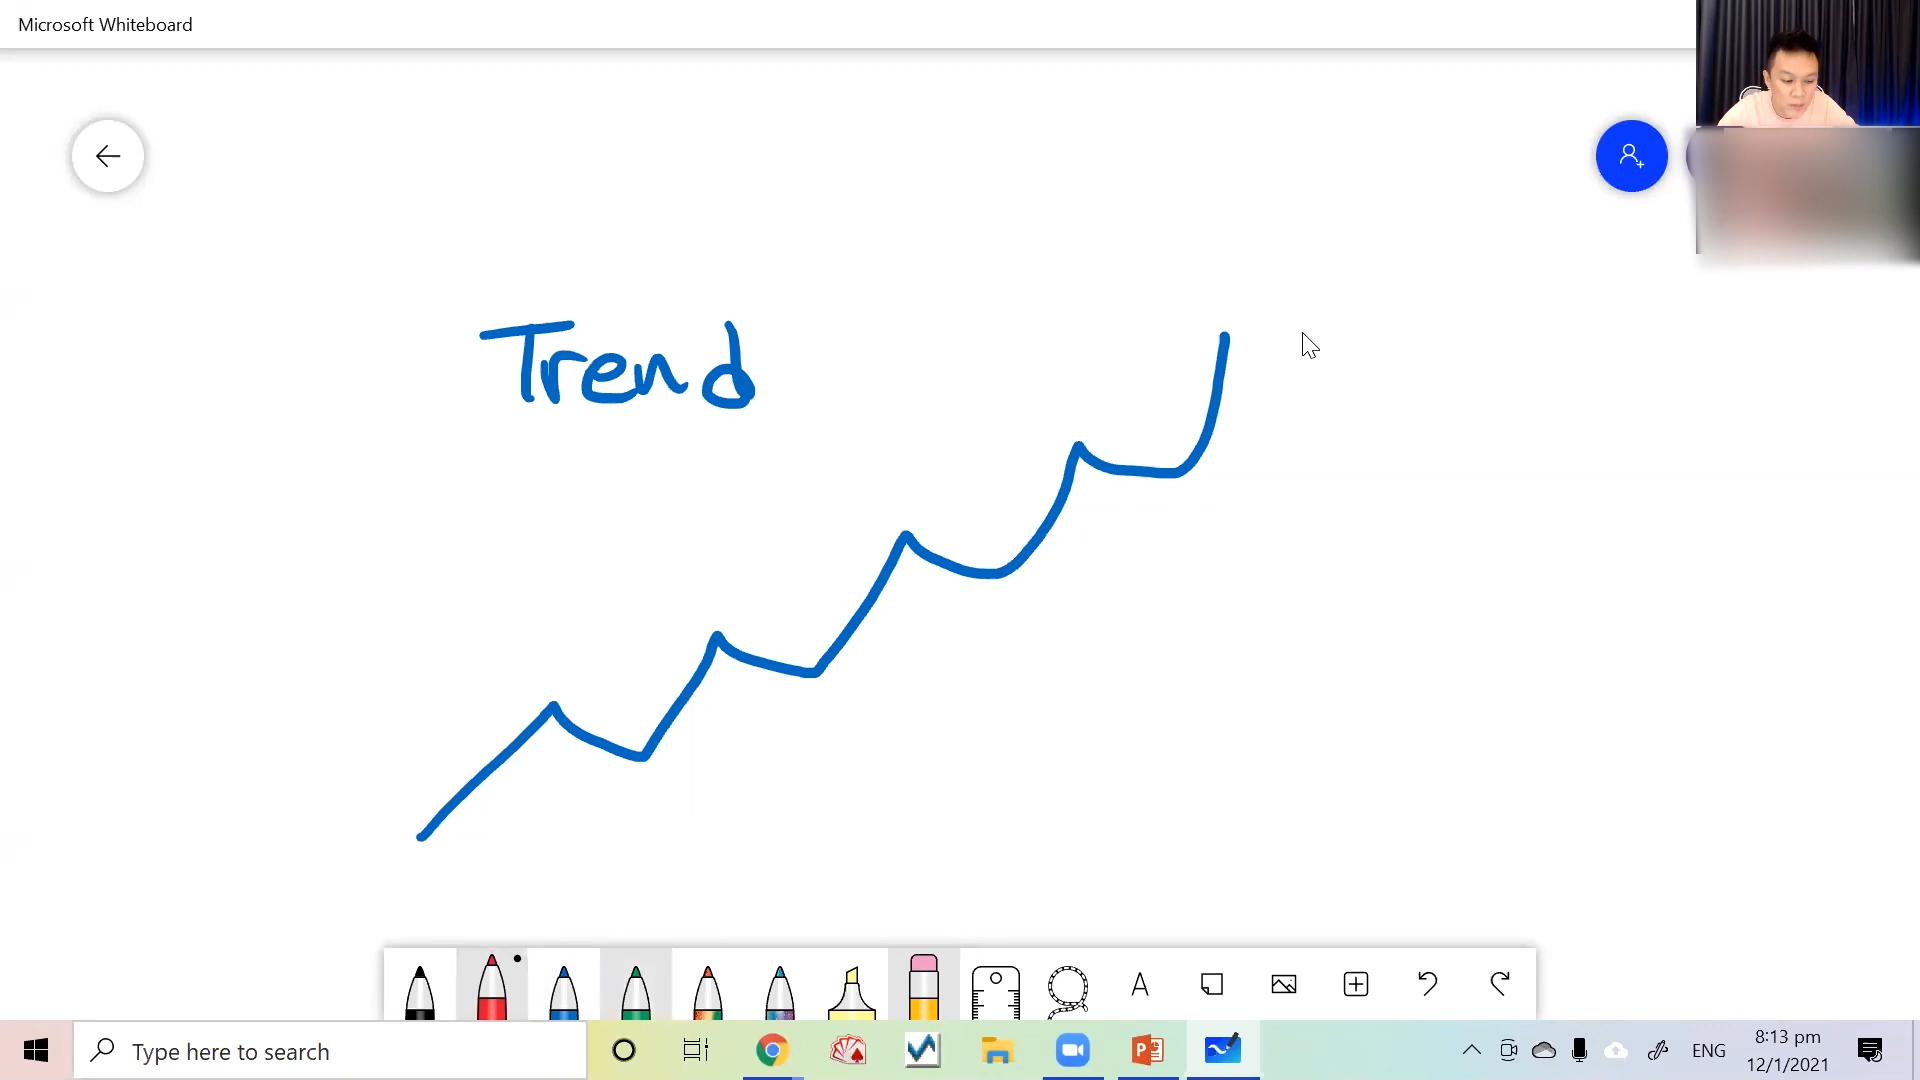 Microsoft Whiteboard
Trend
A
Type here to search
ENG
8:13 pm
12/1/2021